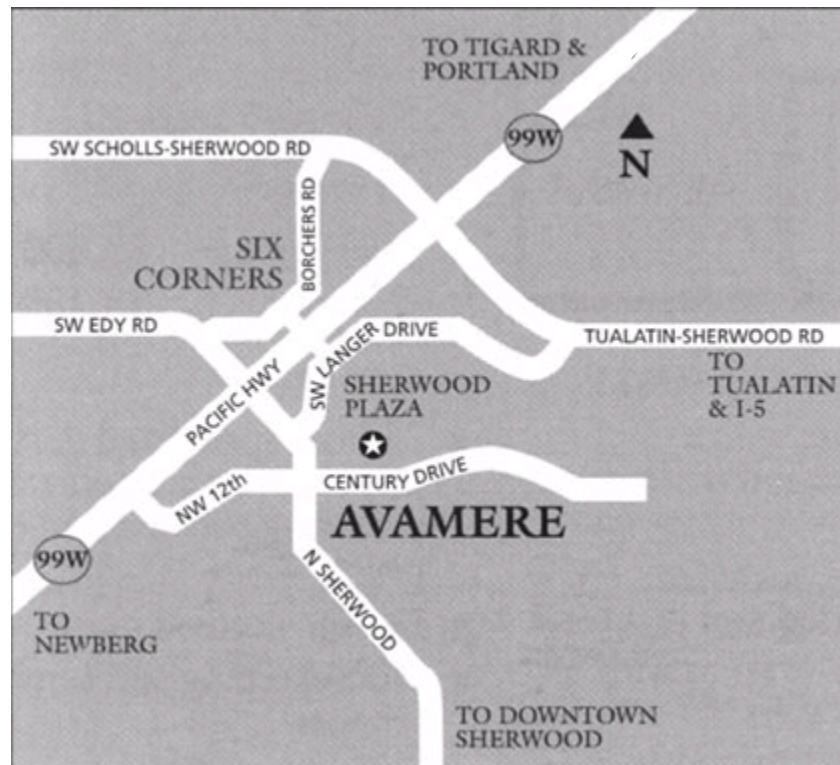 TO TIGARD &
PORTLAND
99W
N
SW SCHOLLS-SHERWOOD RD
BORCHERS RD
SIX
CORNERS
SW EDY RD
SW LANGER DRIVE
TUALATIN-SHERWOOD RD
TO
TUALATIN
& I-5
PACIFIC HWY
SHERWOOD
PLAZA
NW 12th
CENTURY DRIVE
AVAMERE
99W
N SHERWOOD
TO
NEWBERG
TO DOWNTOWN
SHERWOOD